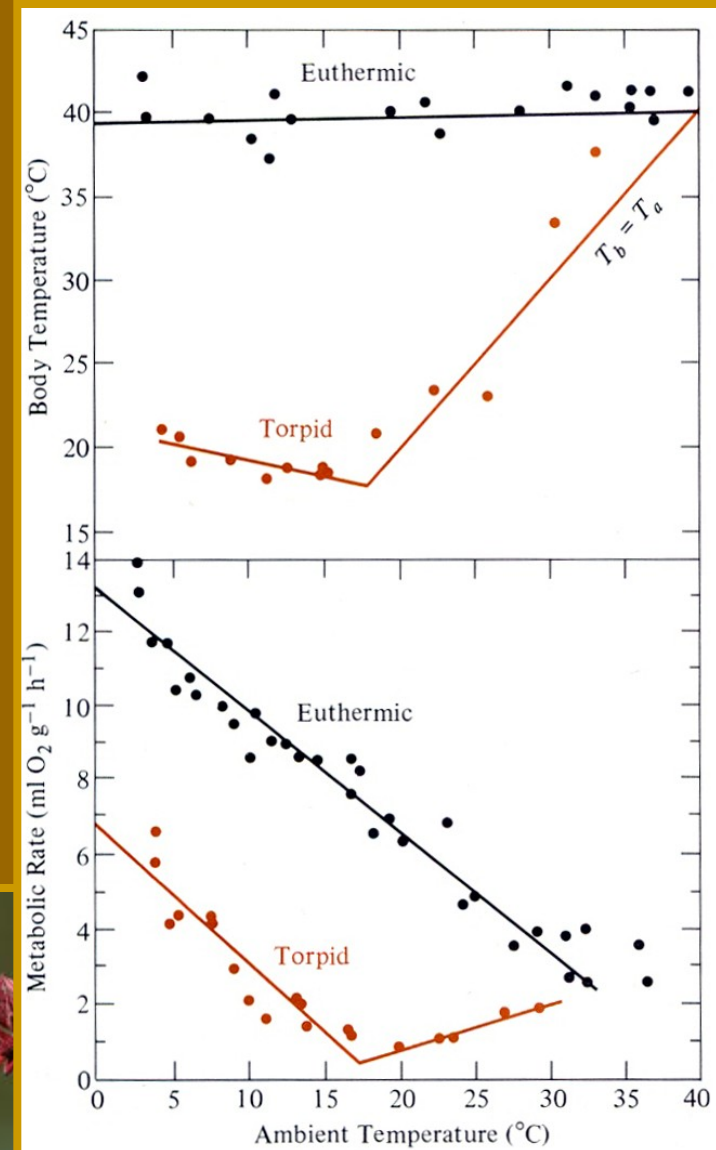 45
40
35
30
25
20
15
Body Temperature (°C)
Euthermic
Torpid
T_b = T_a
14
12
10
8
6
4
2
0
Metabolic Rate (ml O₂ g⁻¹ h⁻¹)
Euthermic
Torpid
0 5 10 15 20 25 30 35 40
Ambient Temperature (°C)